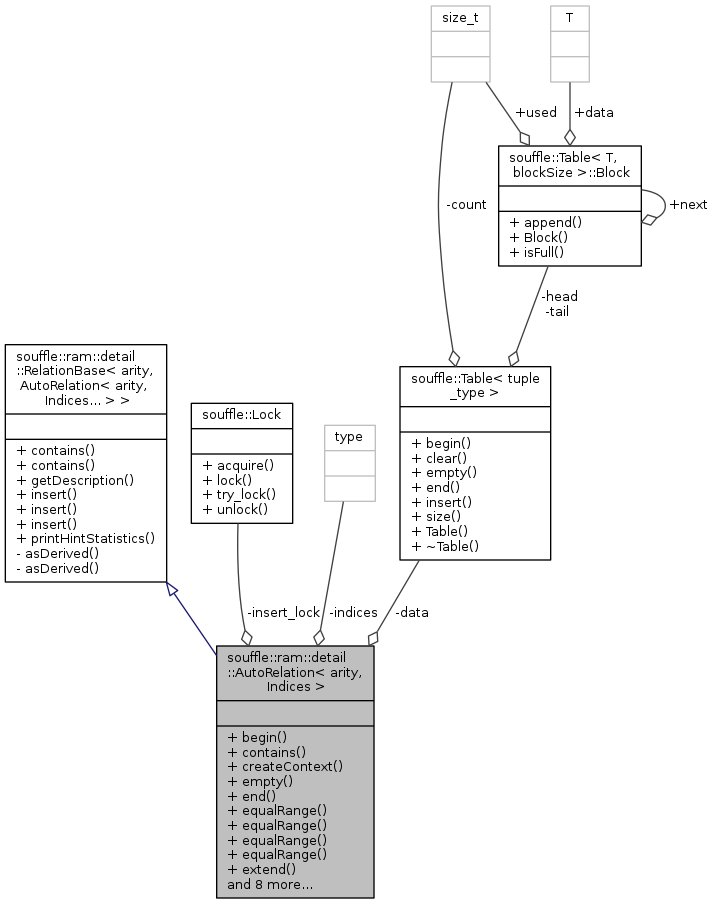 size_t
T
+used
+data
souffle::Table< T,
blockSize >::Block
+ append()
+ Block()
+ isFull()
+next
-count
-head
-tail
souffle::ram::detail
::RelationBase< arity,
AutoRelation< arity,
Indices... > >
+ contains()
+ contains()
+ getDescription()
+ insert()
+ insert()
+ insert()
+ printHintStatistics()
- asDerived()
- asDerived()
souffle::Lock
+ acquire()
+ lock()
+ try_lock()
+ unlock()
type
souffle::Table< tuple
_type >
+ begin()
+ clear()
+ empty()
+ end()
+ insert()
+ size()
+ Table()
+ ~Table()
-insert_lock
-indices
-data
souffle::ram::detail
::AutoRelation< arity,
Indices >
+ begin()
+ contains()
+ createContext()
+ empty()
+ end()
+ equalRange()
+ equalRange()
+ equalRange()
+ equalRange()
+ extend()
and 8 more...